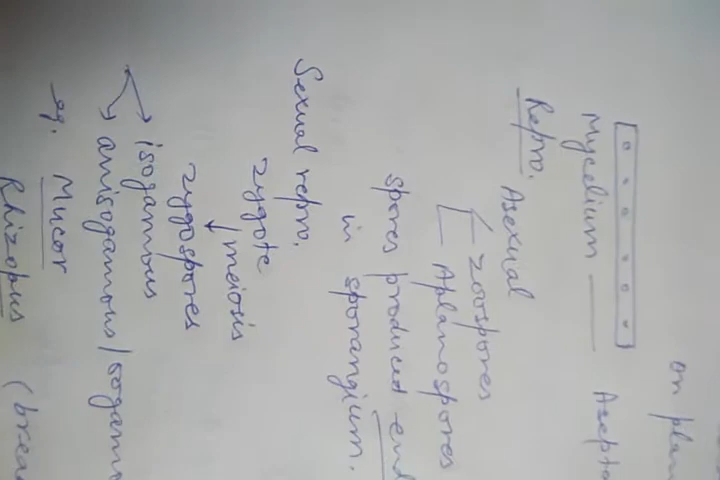 on plan
Mycelium — Asepta
Repro. Asexual
zoospores
Aplanospores
spores produced end
in sporangium.
Sexual repro.
zygote
↓ meiosis
zygospores
→ isogamous
→ anisogamous/oogamo
eg. Mucor
Rhizopus (brea